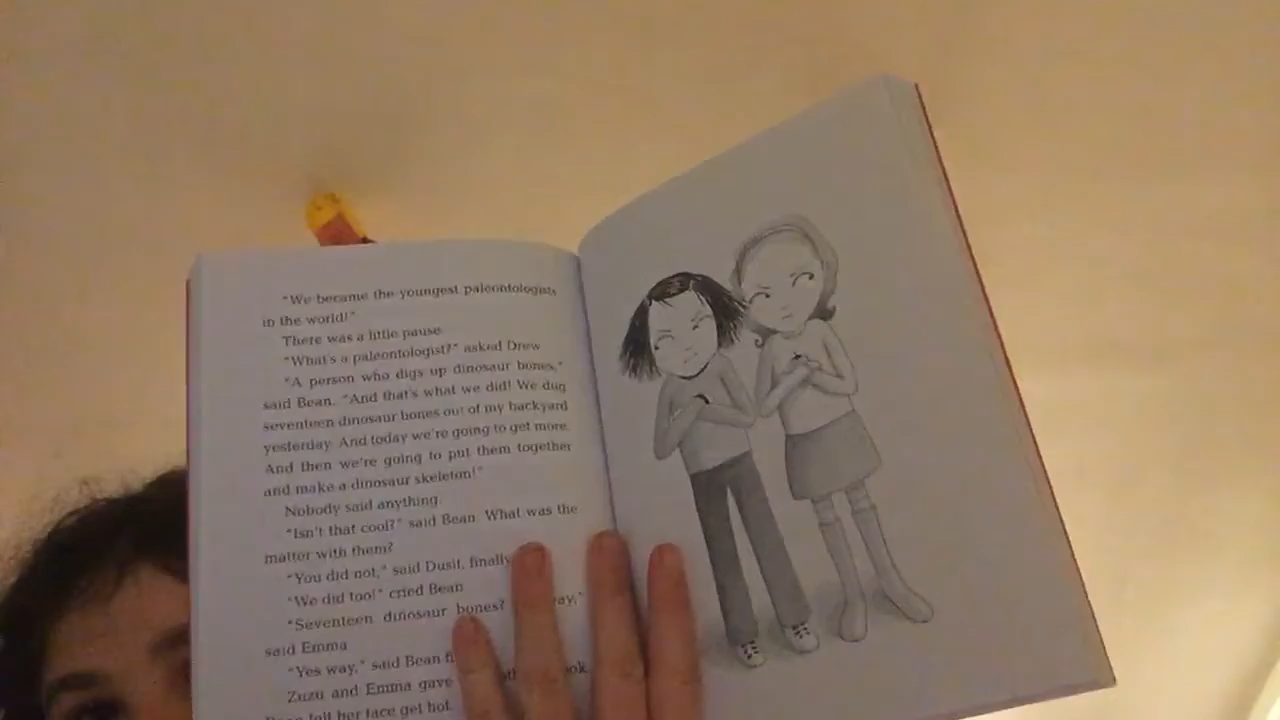 "We became the youngest paleontologists
in the world!"
There was a little pause.
"What's a paleontologist?" asked Drew.
"A person who digs up dinosaur bones,"
said Bean. "And that's what we did! We dug
seventeen dinosaur bones out of my backyard
yesterday. And today we're going to get more.
And then we're going to put them together
and make a dinosaur skeleton!"
Nobody said anything.
"Isn't that cool?" said Bean. What was the
matter with them?
"You did not," said Dusit, finally
"We did too!" cried Bean.
"Seventeen dinosaur bones? way,"
said Emma.
"Yes way," said Bean
Zuzu and Emma gave
her face get hot.